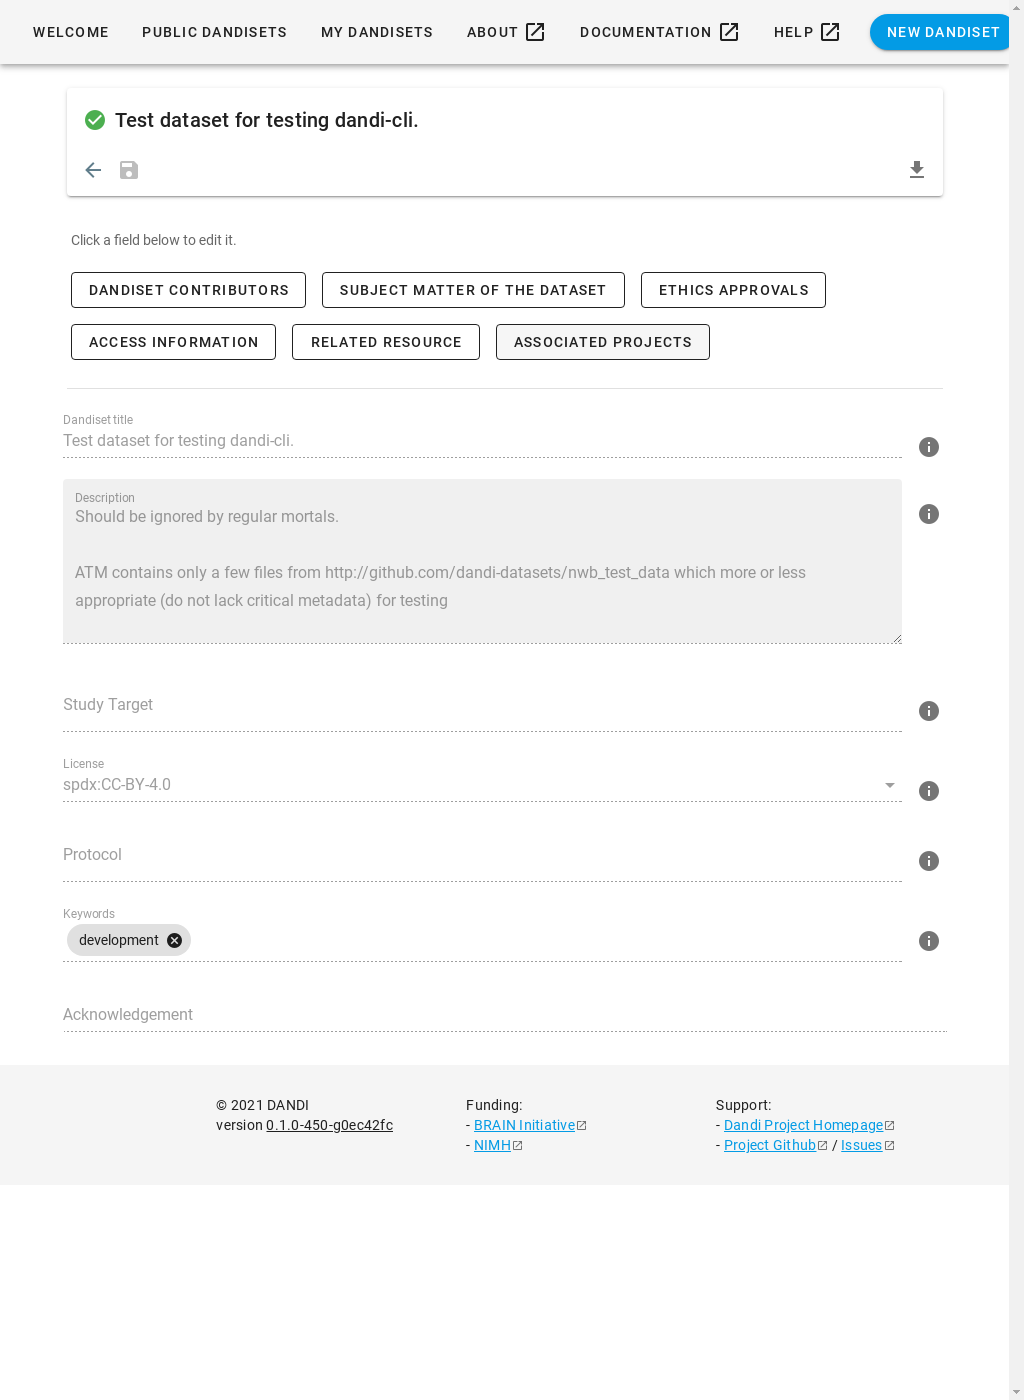 WELCOME PUBLIC DANDISETS MY DANDISETS ABOUT DOCUMENTATION HELP NEW DANDISET
Test dataset for testing dandi-cli.
Click a field below to edit it.
DANDISET CONTRIBUTORS SUBJECT MATTER OF THE DATASET ETHICS APPROVALS
ACCESS INFORMATION RELATED RESOURCE ASSOCIATED PROJECTS
Dandiset title
Test dataset for testing dandi-cli.
Description
Should be ignored by regular mortals.
ATM contains only a few files from http://github.com/dandi-datasets/nwb_test_data which more or less
appropriate (do not lack critical metadata) for testing
Study Target
License
spdx:CC-BY-4.0
Protocol
Keywords
development
Acknowledgement
© 2021 DANDI
version 0.1.0-450-g0ec42fc
Funding:
- BRAIN Initiative
- NIMH
Support:
- Dandi Project Homepage
- Project Github / Issues